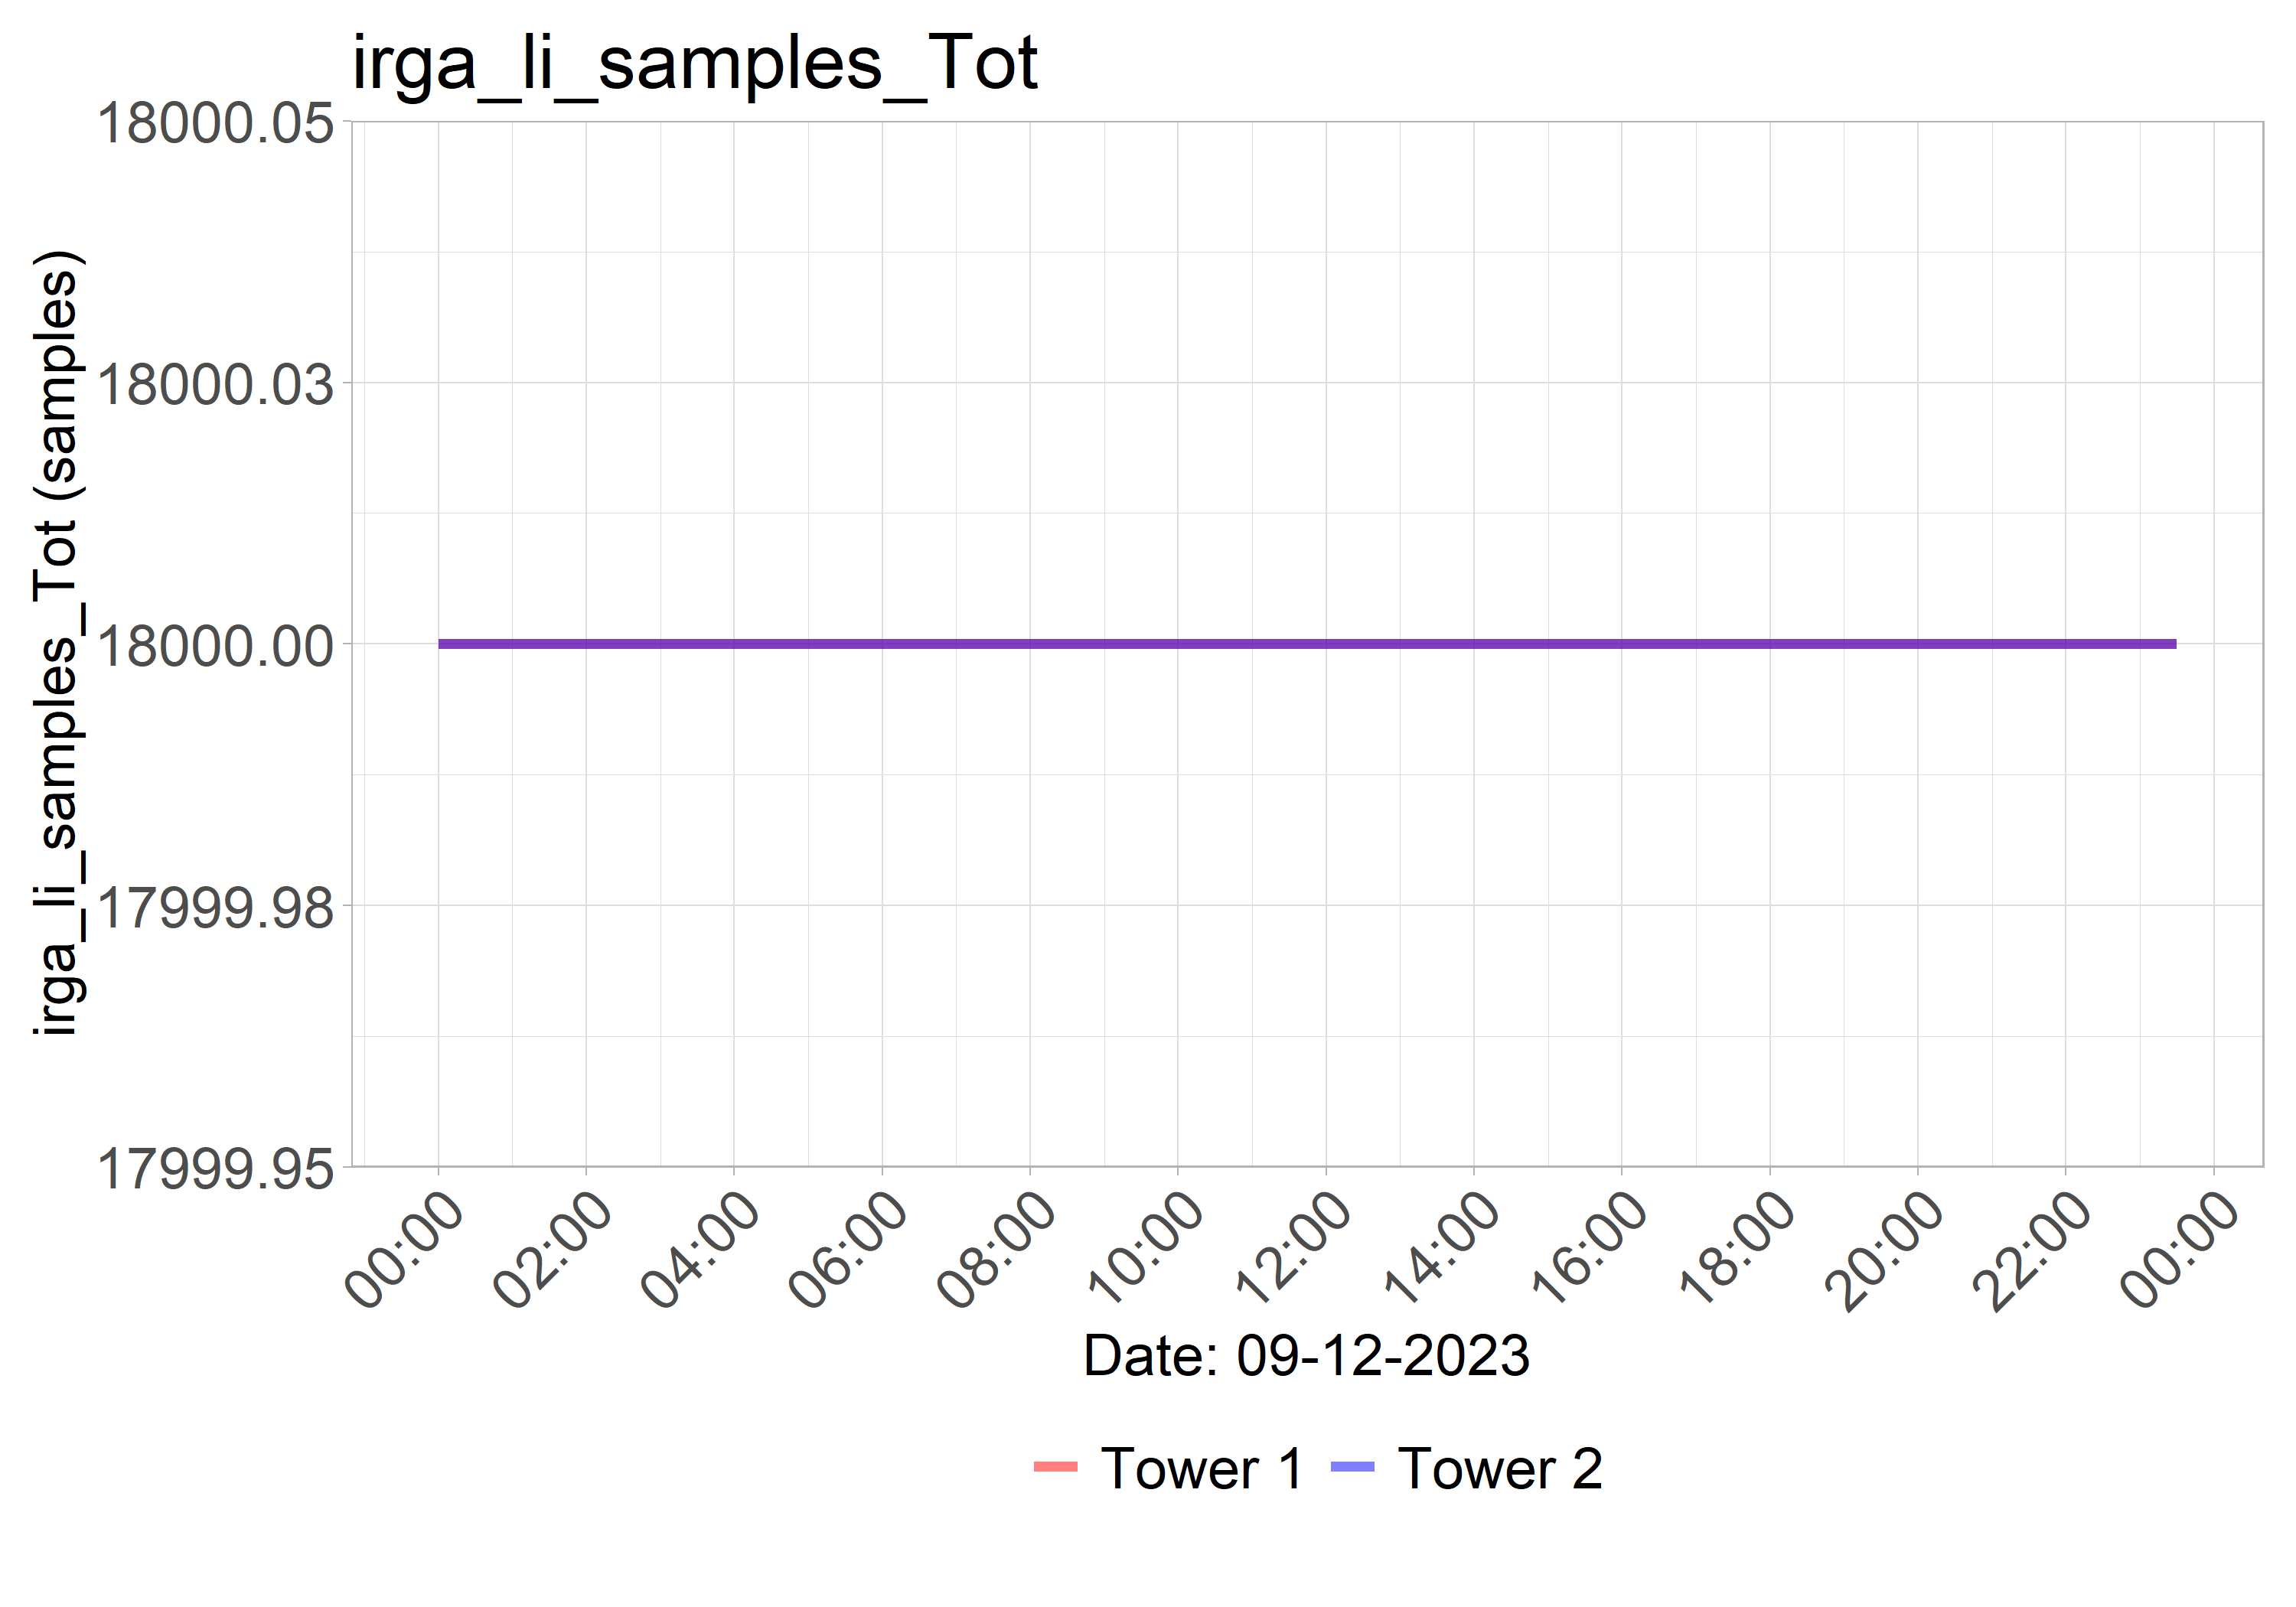 irga_li_samples_Tot
irga_li_samples_Tot (samples)
18000.05
18000.03
18000.00
17999.98
17999.95
00:00 02:00 04:00 06:00 08:00 10:00 12:00 14:00 16:00 18:00 20:00 22:00 00:00
Date: 09-12-2023
Tower 1 Tower 2